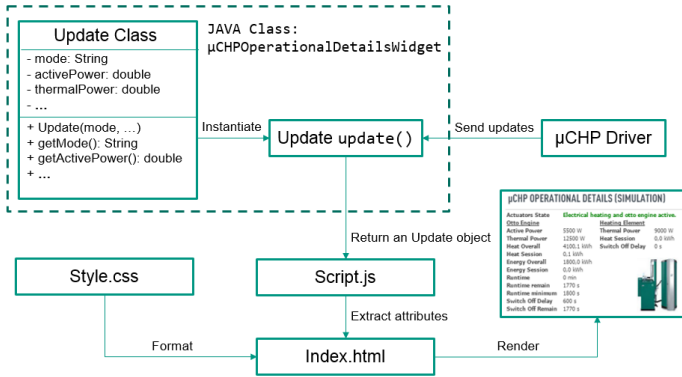 Update Class
- mode: String
- activePower: double
- thermalPower: double
- ...
+ Update(mode, ...)
+ getMode(): String
+ getActivePower(): double
+ ...
JAVA Class:
μCHPOperationalDetailsWidget
Instantiate
Update update()
Send updates
μCHP Driver
Return an Update object
Style.css
Script.js
Extract attributes
Format
Index.html
Render
μCHP OPERATIONAL DETAILS (SIMULATION)
Actuators State Electrical heating and otto engine active.
Otto Engine Heating Element
Active Power 5500 W Thermal Power 9000 W
Thermal Power 12500 W Heat Session 0,0 kWh
Heat Overall 4100,1 kWh Switch Off Delay 0 s
Heat Session 0,1 kWh
Energy Overall 1800,0 kWh
Energy Session 0,0 kWh
Runtime 0 min
Runtime remain 1770 s
Runtime minimum 1800 s
Switch Off Delay 600 s
Switch Off Remain 1770 s